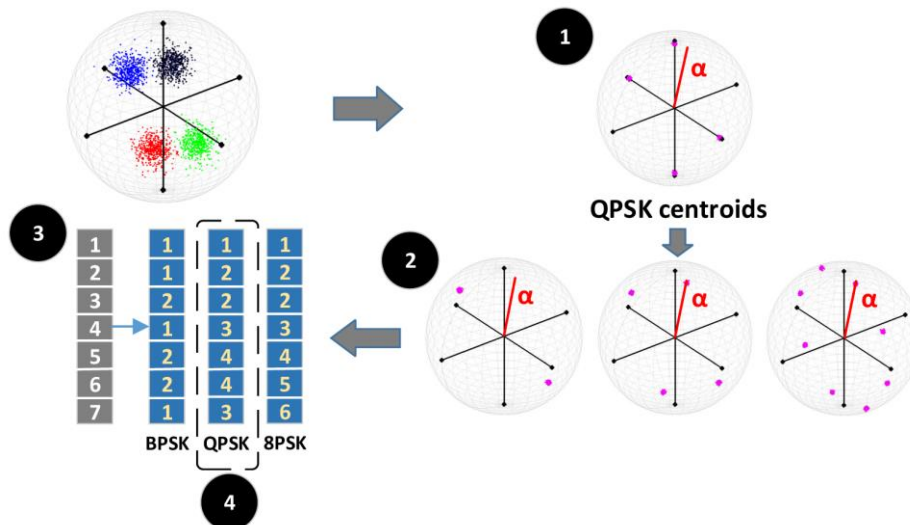 1
α
QPSK centroids
3
2
α
α
α
1 1 1 1
2 1 2 2
3 2 2 2
4 1 3 3
5 2 4 4
6 2 4 5
7 1 3 6
BPSK QPSK 8PSK
4